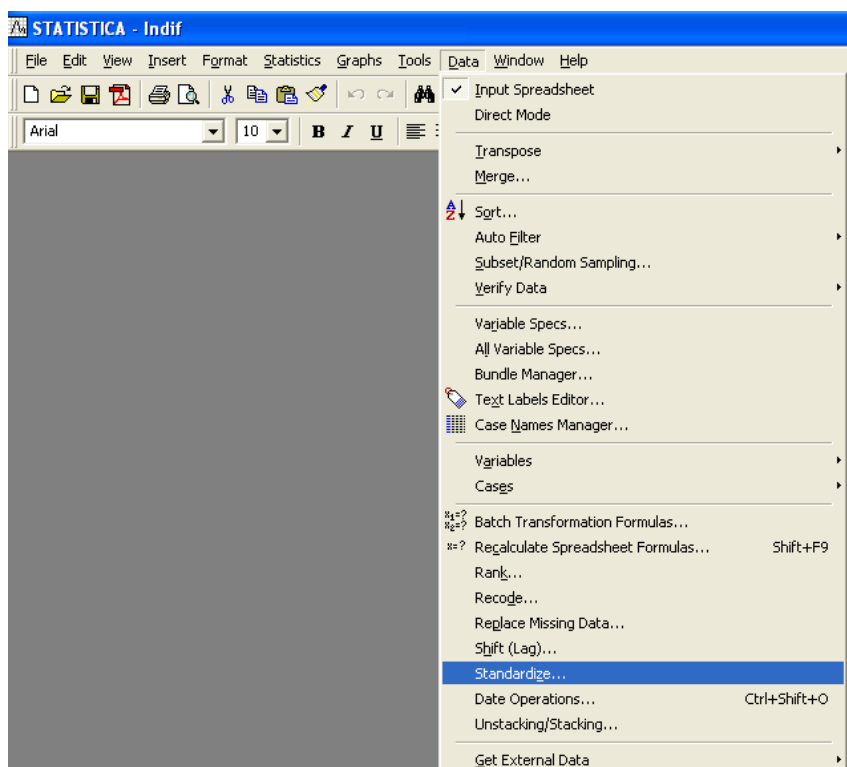 STATISTICA - Indif
File Edit View Insert Format Statistics Graphs Tools Data Window Help
Arial 10 B I U
Input Spreadsheet
Direct Mode
Transpose
Merge...
Sort...
Auto Filter
Subset/Random Sampling...
Verify Data
Variable Specs...
All Variable Specs...
Bundle Manager...
Text Labels Editor...
Case Names Manager...
Variables
Cases
x1=?
x2=? Batch Transformation Formulas...
x=? Recalculate Spreadsheet Formulas... Shift+F9
Rank...
Recode...
Replace Missing Data...
Shift (Lag)...
Standardize...
Date Operations... Ctrl+Shift+O
Unstacking/Stacking...
Get External Data